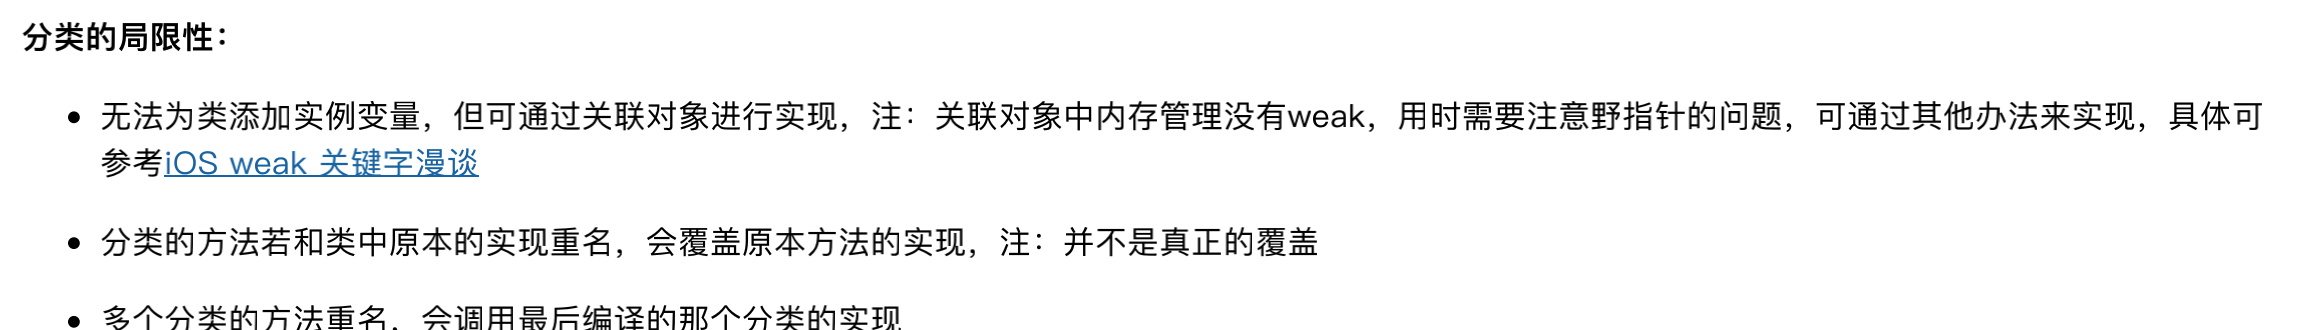 分类的局限性：
无法为类添加实例变量，但可通过关联对象进行实现，注：关联对象中内存管理没有weak，用时需要注意野指针的问题，可通过其他办法来实现，具体可
参考iOS weak 关键字漫谈
分类的方法若和类中原本的实现重名，会覆盖原本方法的实现，注：并不是真正的覆盖
多个分类的方法重名，会调用最后编译的那个分类的实现